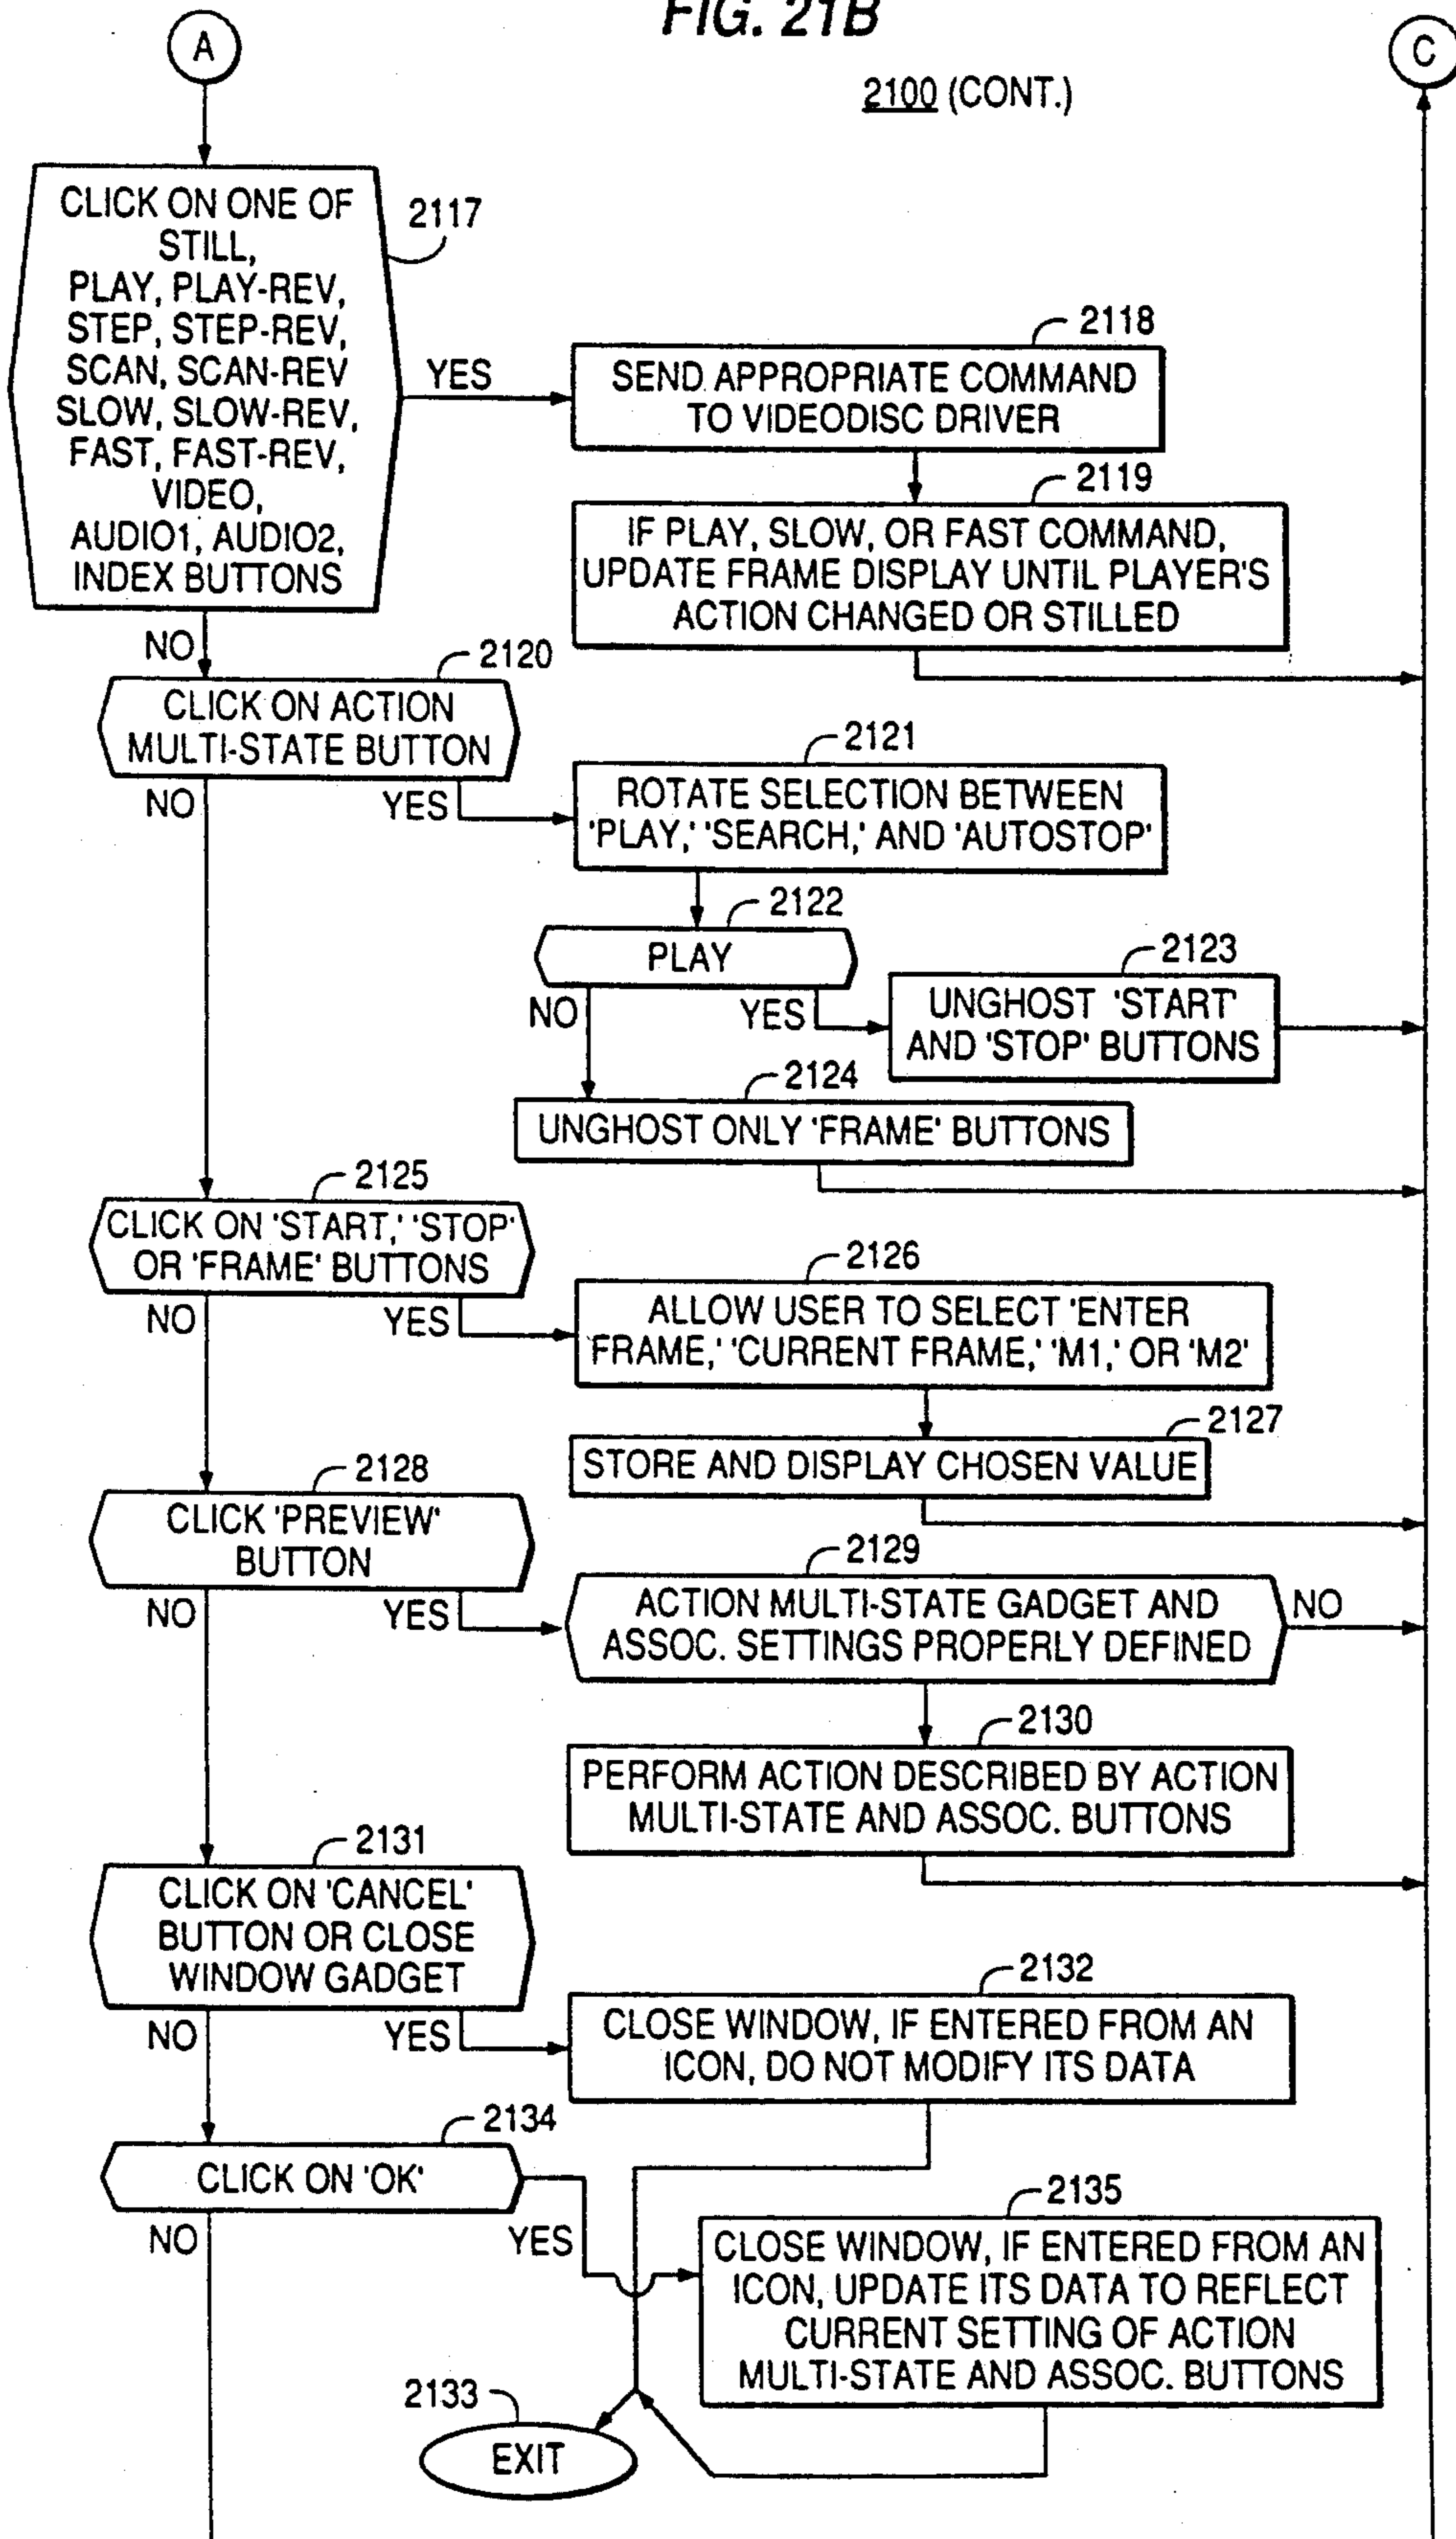 FIG. 21B
A
C
2100 (CONT.)
CLICK ON ONE OF
STILL,
PLAY, PLAY-REV,
STEP, STEP-REV,
SCAN, SCAN-REV
SLOW, SLOW-REV,
FAST, FAST-REV,
VIDEO,
AUDIO1, AUDIO2,
INDEX BUTTONS
2117
YES
2118
SEND APPROPRIATE COMMAND
TO VIDEODISC DRIVER
2119
IF PLAY, SLOW, OR FAST COMMAND,
UPDATE FRAME DISPLAY UNTIL PLAYER'S
ACTION CHANGED OR STILLED
NO
2120
CLICK ON ACTION
MULTI-STATE BUTTON
NO
YES
2121
ROTATE SELECTION BETWEEN
'PLAY,' 'SEARCH,' AND 'AUTOSTOP'
2122
PLAY
NO
YES
2123
UNGHOST 'START'
AND 'STOP' BUTTONS
2124
UNGHOST ONLY 'FRAME' BUTTONS
2125
CLICK ON 'START,' 'STOP'
OR 'FRAME' BUTTONS
NO
YES
2126
ALLOW USER TO SELECT 'ENTER
FRAME,' 'CURRENT FRAME,' 'M1,' OR 'M2'
2127
STORE AND DISPLAY CHOSEN VALUE
2128
CLICK 'PREVIEW'
BUTTON
NO
YES
2129
ACTION MULTI-STATE GADGET AND
ASSOC. SETTINGS PROPERLY DEFINED
NO
2130
PERFORM ACTION DESCRIBED BY ACTION
MULTI-STATE AND ASSOC. BUTTONS
2131
CLICK ON 'CANCEL'
BUTTON OR CLOSE
WINDOW GADGET
NO
YES
2132
CLOSE WINDOW, IF ENTERED FROM AN
ICON, DO NOT MODIFY ITS DATA
2134
CLICK ON 'OK'
NO
YES
2135
CLOSE WINDOW, IF ENTERED FROM AN
ICON, UPDATE ITS DATA TO REFLECT
CURRENT SETTING OF ACTION
MULTI-STATE AND ASSOC. BUTTONS
2133
EXIT